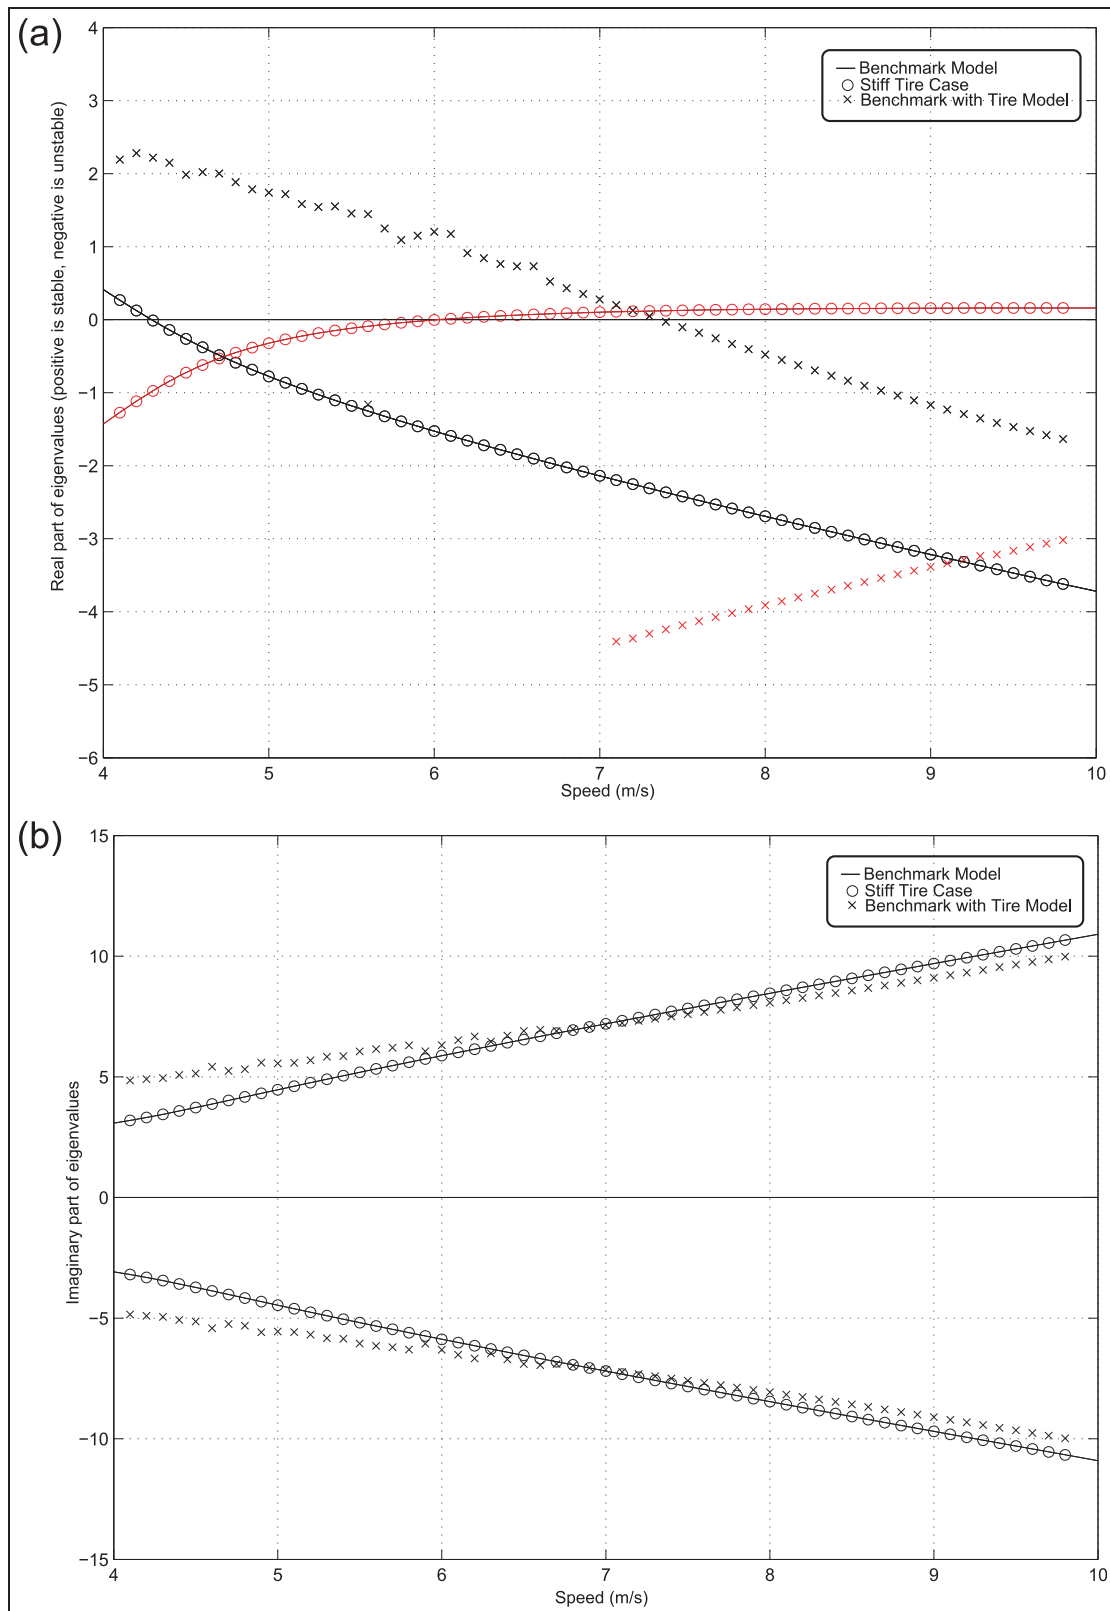 (a)
Real part of eigenvalues (positive is stable, negative is unstable)
4
3
2
1
0
−1
−2
−3
−4
−5
−6
Benchmark Model
Stiff Tire Case
Benchmark with Tire Model
4 5 6 7 8 9 10
Speed (m/s)
(b)
Imaginary part of eigenvalues
15
10
5
0
−5
−10
−15
Benchmark Model
Stiff Tire Case
Benchmark with Tire Model
4 5 6 7 8 9 10
Speed (m/s)